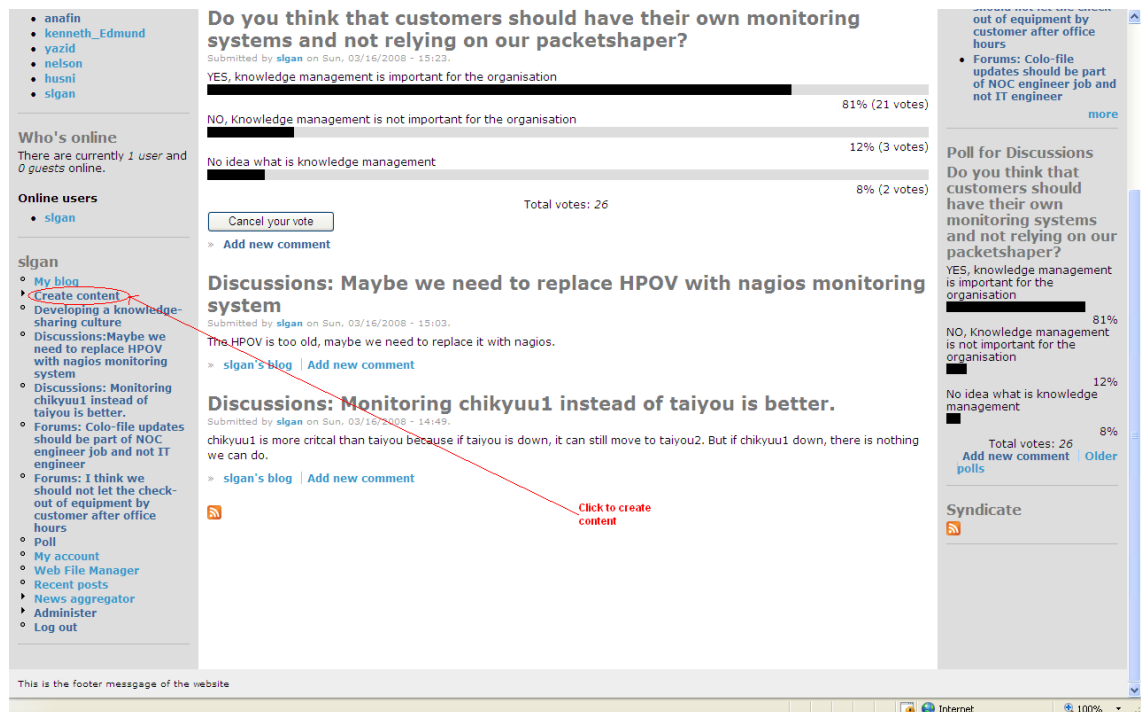 anafin
kenneth_Edmund
yazid
nelson
husni
slgan
Who's online
There are currently 1 user and
0 guests online.
Online users
slgan
slgan
My blog
Create content
Developing a knowledge-
sharing culture
Discussions:Maybe we
need to replace HPOV
with nagios monitoring
system
Discussions: Monitoring
chikyuu1 instead of
taiyou is better.
Forums: Colo-file updates
should be part of NOC
engineer job and not IT
engineer
Forums: I think we
should not let the check-
out of equipment by
customer after office
hours
Poll
My account
Web File Manager
Recent posts
News aggregator
Administer
Log out
Do you think that customers should have their own monitoring
systems and not relying on our packetshaper?
Submitted by slgan on Sun, 03/16/2008 - 15:23.
YES, knowledge management is important for the organisation
81% (21 votes)
NO, Knowledge management is not important for the organisation
12% (3 votes)
No idea what is knowledge management
8% (2 votes)
Total votes: 26
Cancel your vote
» Add new comment
Discussions: Maybe we need to replace HPOV with nagios monitoring
system
Submitted by slgan on Sun, 03/16/2008 - 15:03.
The HPOV is too old, maybe we need to replace it with nagios.
» slgan's blog | Add new comment
Discussions: Monitoring chikyuu1 instead of taiyou is better.
Submitted by slgan on Sun, 03/16/2008 - 14:49.
chikyuu1 is more critcal than taiyou because if taiyou is down, it can still move to taiyou2. But if chikyuu1 down, there is nothing
we can do.
» slgan's blog | Add new comment
Click to create
content
should not let the check-
out of equipment by
customer after office
hours
Forums: Colo-file
updates should be part
of NOC engineer job and
not IT engineer
more
Poll for Discussions
Do you think that
customers should
have their own
monitoring systems
and not relying on our
packetshaper?
YES, knowledge management
is important for the
organisation
81%
NO, Knowledge management
is not important for the
organisation
12%
No idea what is knowledge
management
8%
Total votes: 26
Add new comment | Older
polls
Syndicate
This is the footer messgage of the website
Internet
100%